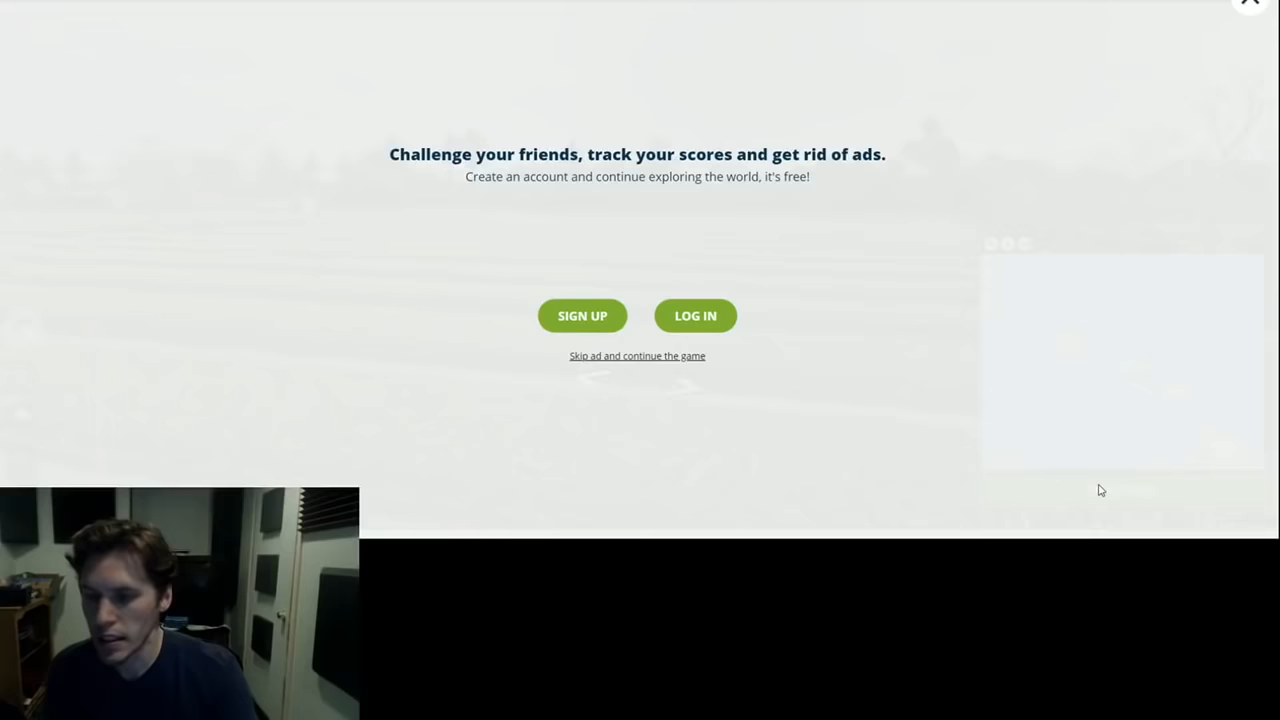 Challenge your friends, track your scores and get rid of ads.
Create an account and continue exploring the world, it's free!
SIGN UP
LOG IN
Skip ad and continue the game